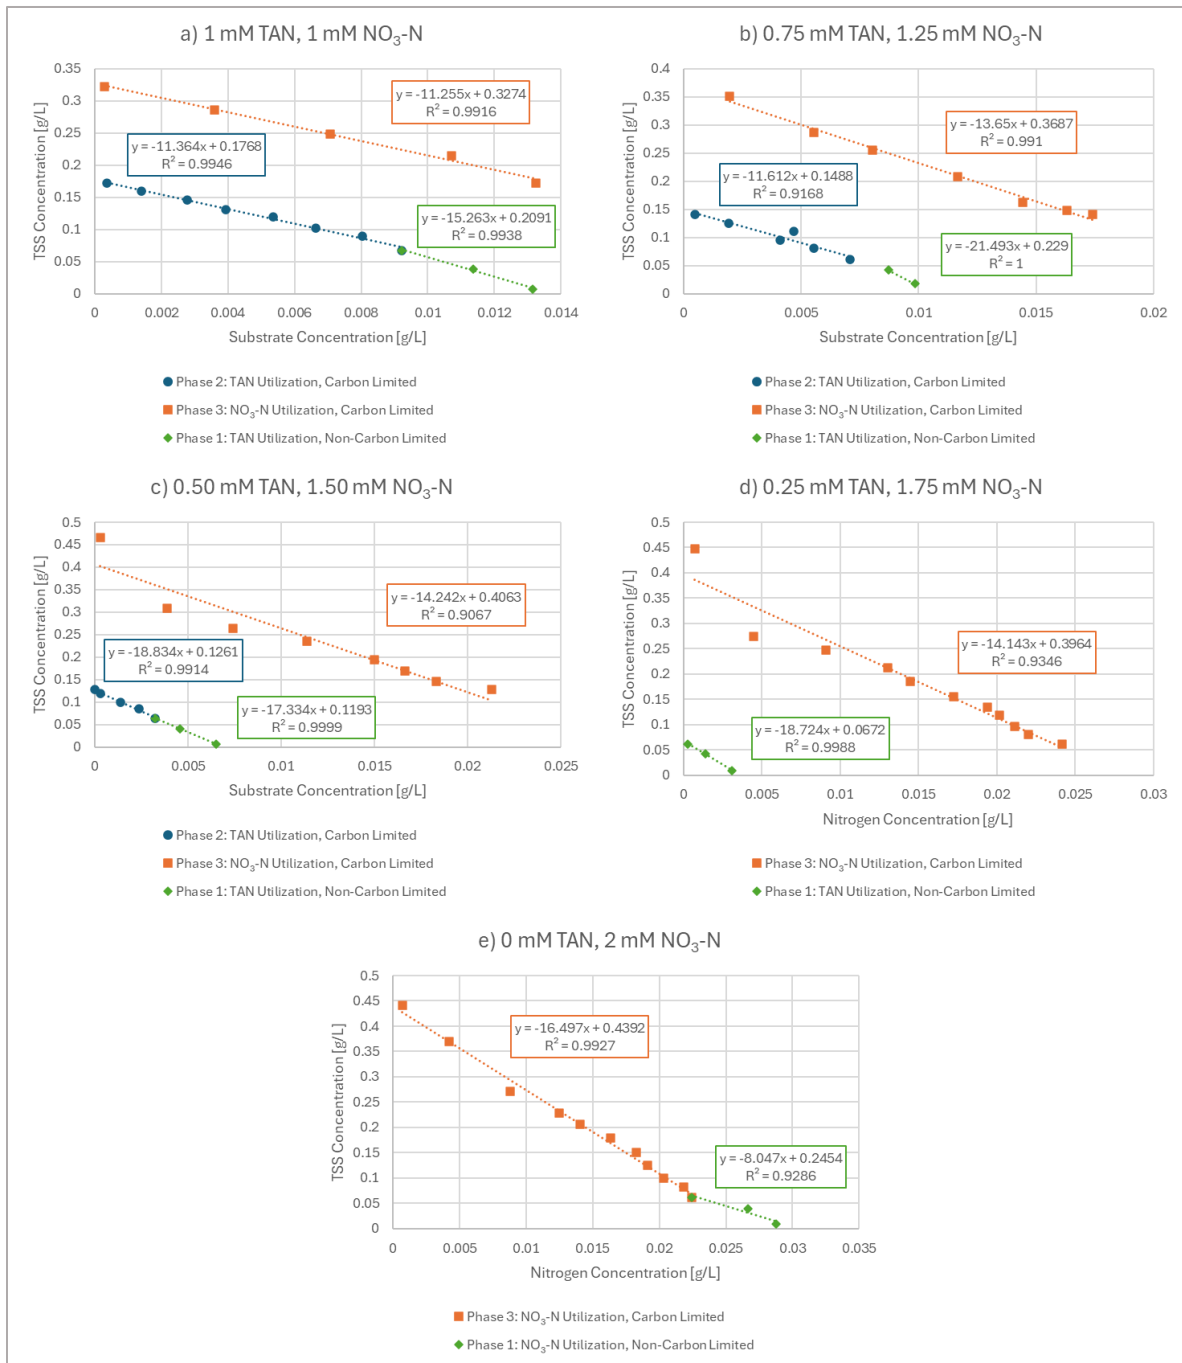 a) 1 mM TAN, 1 mM NO₃-N
TSS Concentration [g/L]
0.35
0.3
0.25
0.2
0.15
0.1
0.05
0
y = -11.255x + 0.3274
R² = 0.9916
y = -11.364x + 0.1768
R² = 0.9946
y = -15.263x + 0.2091
R² = 0.9938
0 0.002 0.004 0.006 0.008 0.01 0.012 0.014
Substrate Concentration [g/L]
Phase 2: TAN Utilization, Carbon Limited
Phase 3: NO₃-N Utilization, Carbon Limited
Phase 1: TAN Utilization, Non-Carbon Limited
b) 0.75 mM TAN, 1.25 mM NO₃-N
TSS Concentration [g/L]
0.4
0.35
0.3
0.25
0.2
0.15
0.1
0.05
0
y = -13.65x + 0.3687
R² = 0.991
y = -11.612x + 0.1488
R² = 0.9168
y = -21.493x + 0.229
R² = 1
0 0.005 0.01 0.015 0.02
Substrate Concentration [g/L]
Phase 2: TAN Utilization, Carbon Limited
Phase 3: NO₃-N Utilization, Carbon Limited
Phase 1: TAN Utilization, Non-Carbon Limited
c) 0.50 mM TAN, 1.50 mM NO₃-N
TSS Concentration [g/L]
0.5
0.45
0.4
0.35
0.3
0.25
0.2
0.15
0.1
0.05
0
y = -14.242x + 0.4063
R² = 0.9067
y = -18.834x + 0.1261
R² = 0.9914
y = -17.334x + 0.1193
R² = 0.9999
0 0.005 0.01 0.015 0.02 0.025
Substrate Concentration [g/L]
Phase 2: TAN Utilization, Carbon Limited
Phase 3: NO₃-N Utilization, Carbon Limited
Phase 1: TAN Utilization, Non-Carbon Limited
d) 0.25 mM TAN, 1.75 mM NO₃-N
TSS Concentration [g/L]
0.5
0.45
0.4
0.35
0.3
0.25
0.2
0.15
0.1
0.05
0
y = -14.143x + 0.3964
R² = 0.9346
y = -18.724x + 0.0672
R² = 0.9988
0 0.005 0.01 0.015 0.02 0.025 0.03
Nitrogen Concentration [g/L]
Phase 3: NO₃-N Utilization, Carbon Limited
Phase 1: TAN Utilization, Non-Carbon Limited
e) 0 mM TAN, 2 mM NO₃-N
TSS Concentration [g/L]
0.5
0.45
0.4
0.35
0.3
0.25
0.2
0.15
0.1
0.05
0
y = -16.497x + 0.4392
R² = 0.9927
y = -8.047x + 0.2454
R² = 0.9286
0 0.005 0.01 0.015 0.02 0.025 0.03 0.035
Nitrogen Concentration [g/L]
Phase 3: NO₃-N Utilization, Carbon Limited
Phase 1: NO₃-N Utilization, Non-Carbon Limited